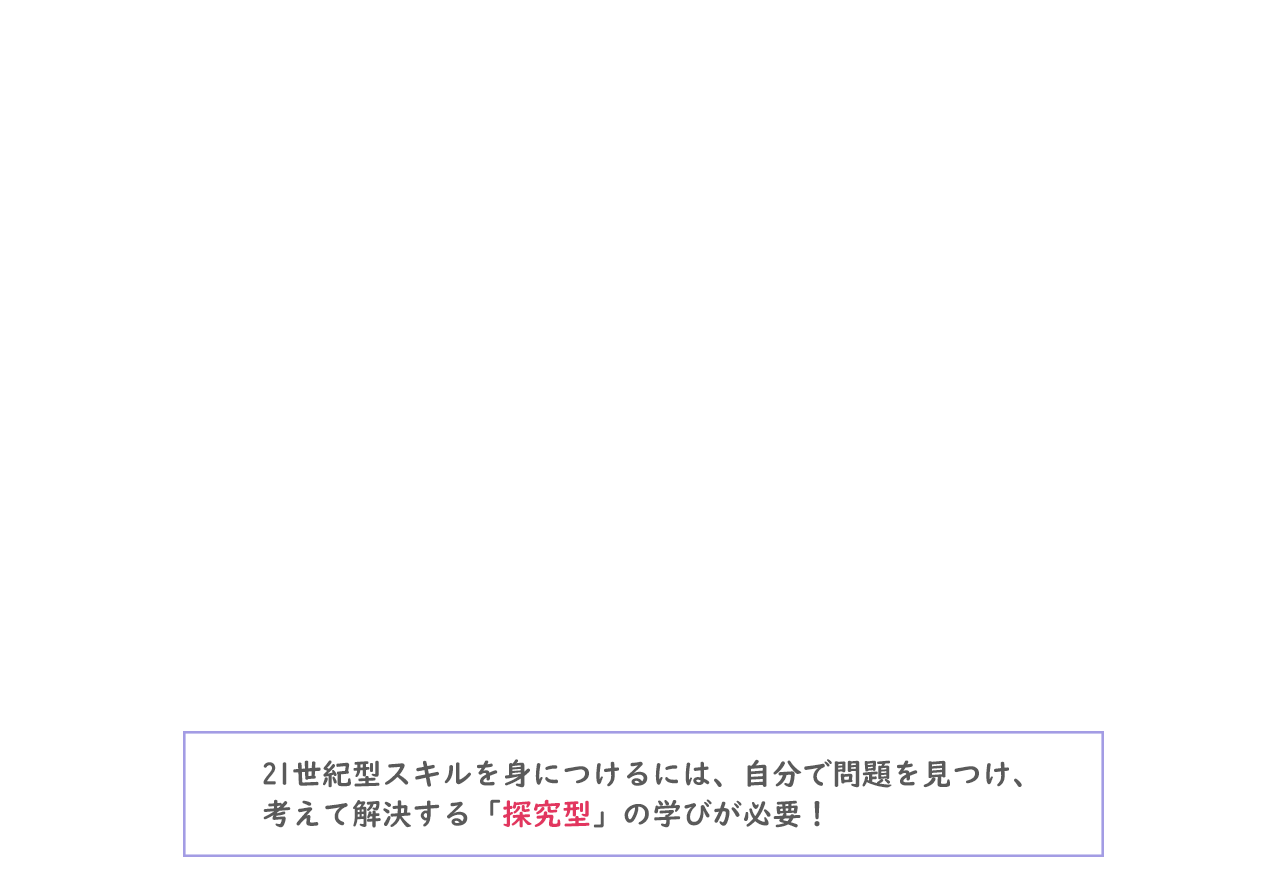 21世紀型スキルを身につけるには、自分で問題を見つけ、
考えて解決する「探究型」の学びが必要！